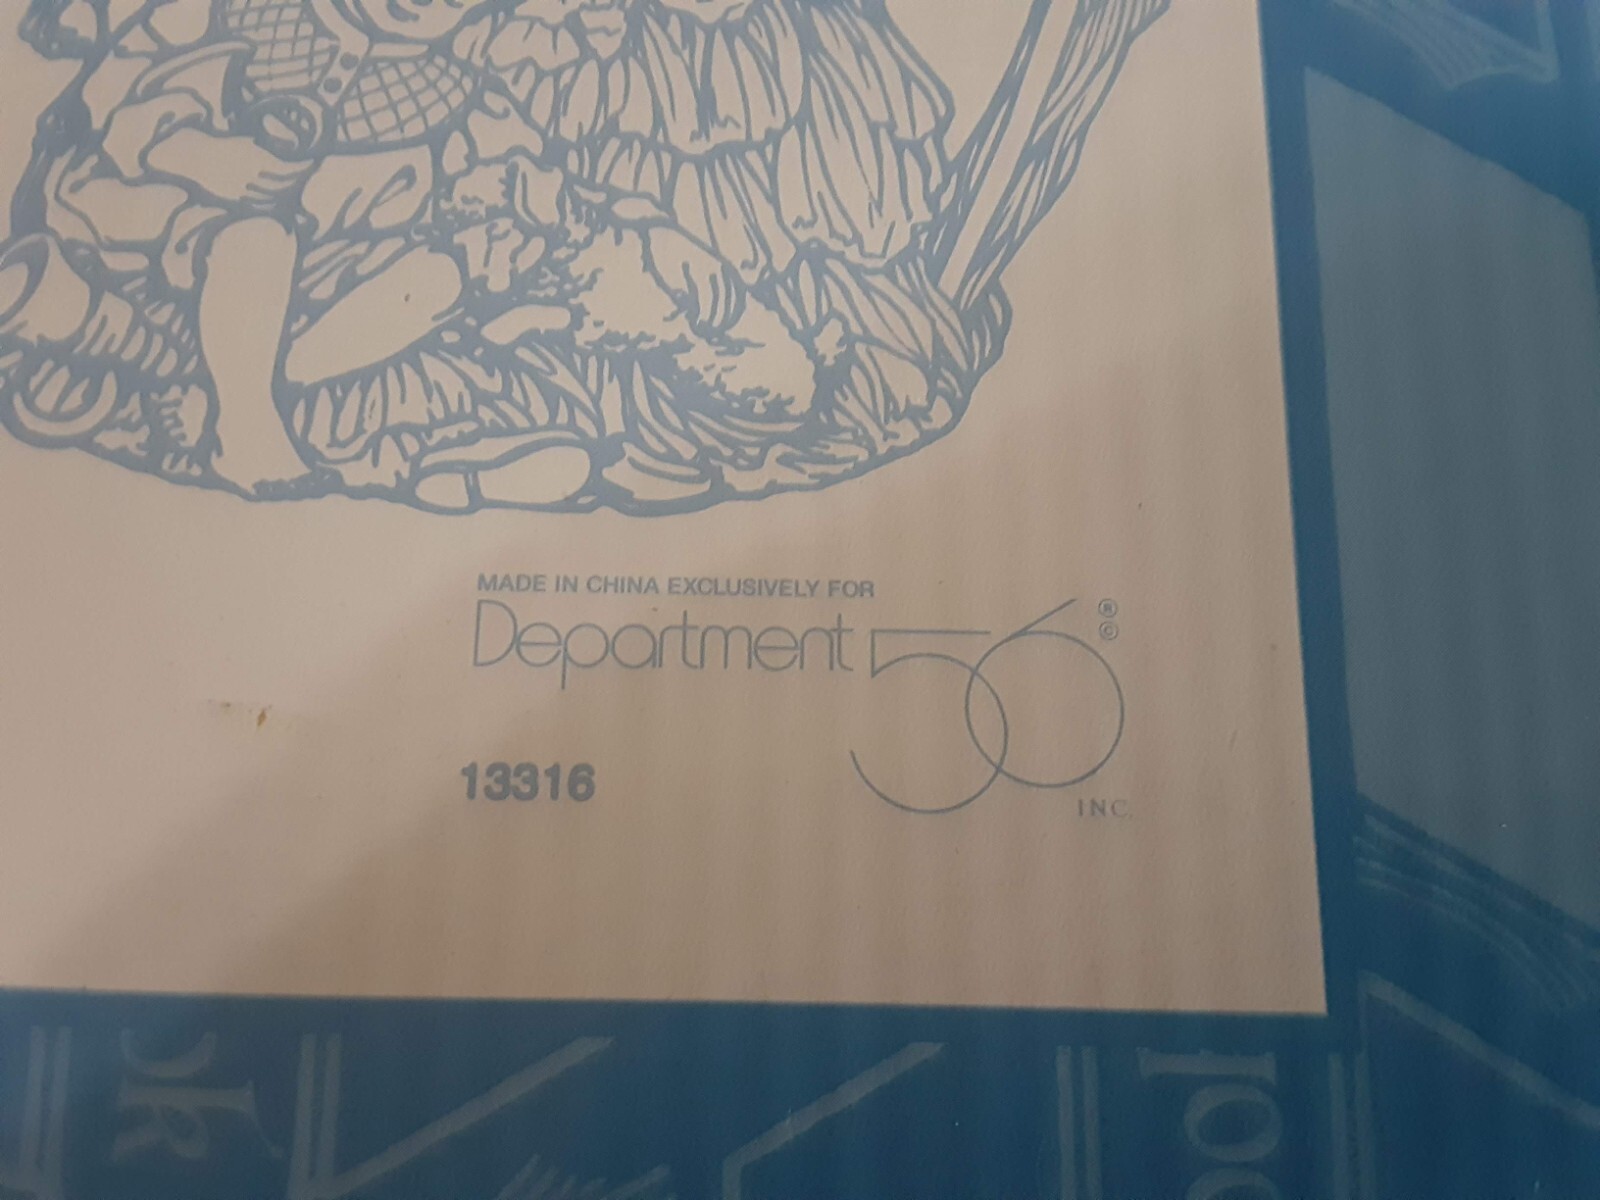 MADE IN CHINA EXCLUSIVELY FOR
Department 56 ® ©
INC.
13316